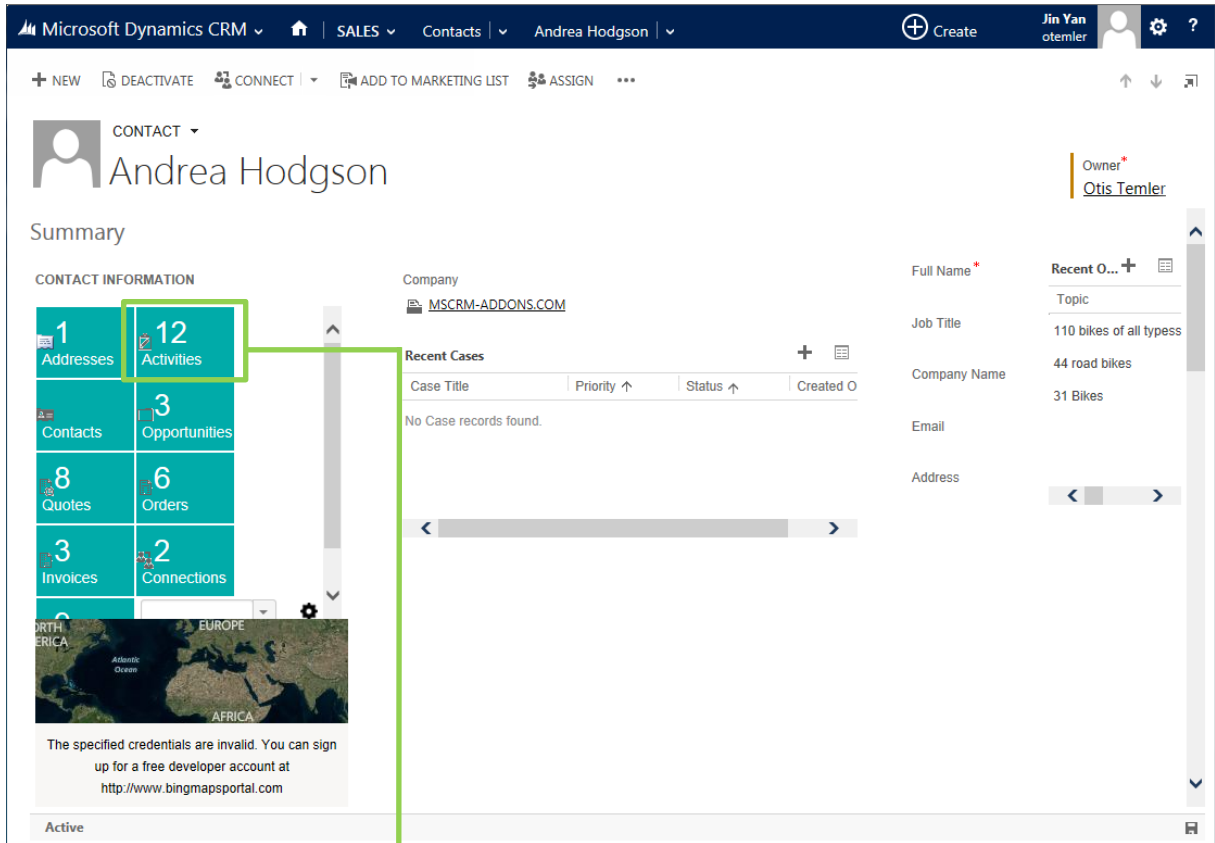 Microsoft Dynamics CRM SALES Contacts Andrea Hodgson Create Jin Yan ?
otemler
NEW DEACTIVATE CONNECT ADD TO MARKETING LIST ASSIGN •••
CONTACT
Andrea Hodgson
Owner*
Otis Temler
Summary
CONTACT INFORMATION
1
Addresses
12
Activities
Contacts
3
Opportunities
8
Quotes
6
Orders
3
Invoices
2
Connections
EUROPE
Atlantic
Ocean
AFRICA
The specified credentials are invalid. You can sign
up for a free developer account at
http://www.bingmapsportal.com
Company
MSCRM-ADDONS.COM
Recent Cases
Case Title Priority Status Created O
No Case records found.
Full Name*
Job Title
Company Name
Email
Address
Recent O...
Topic
110 bikes of all typess
44 road bikes
31 Bikes
Active